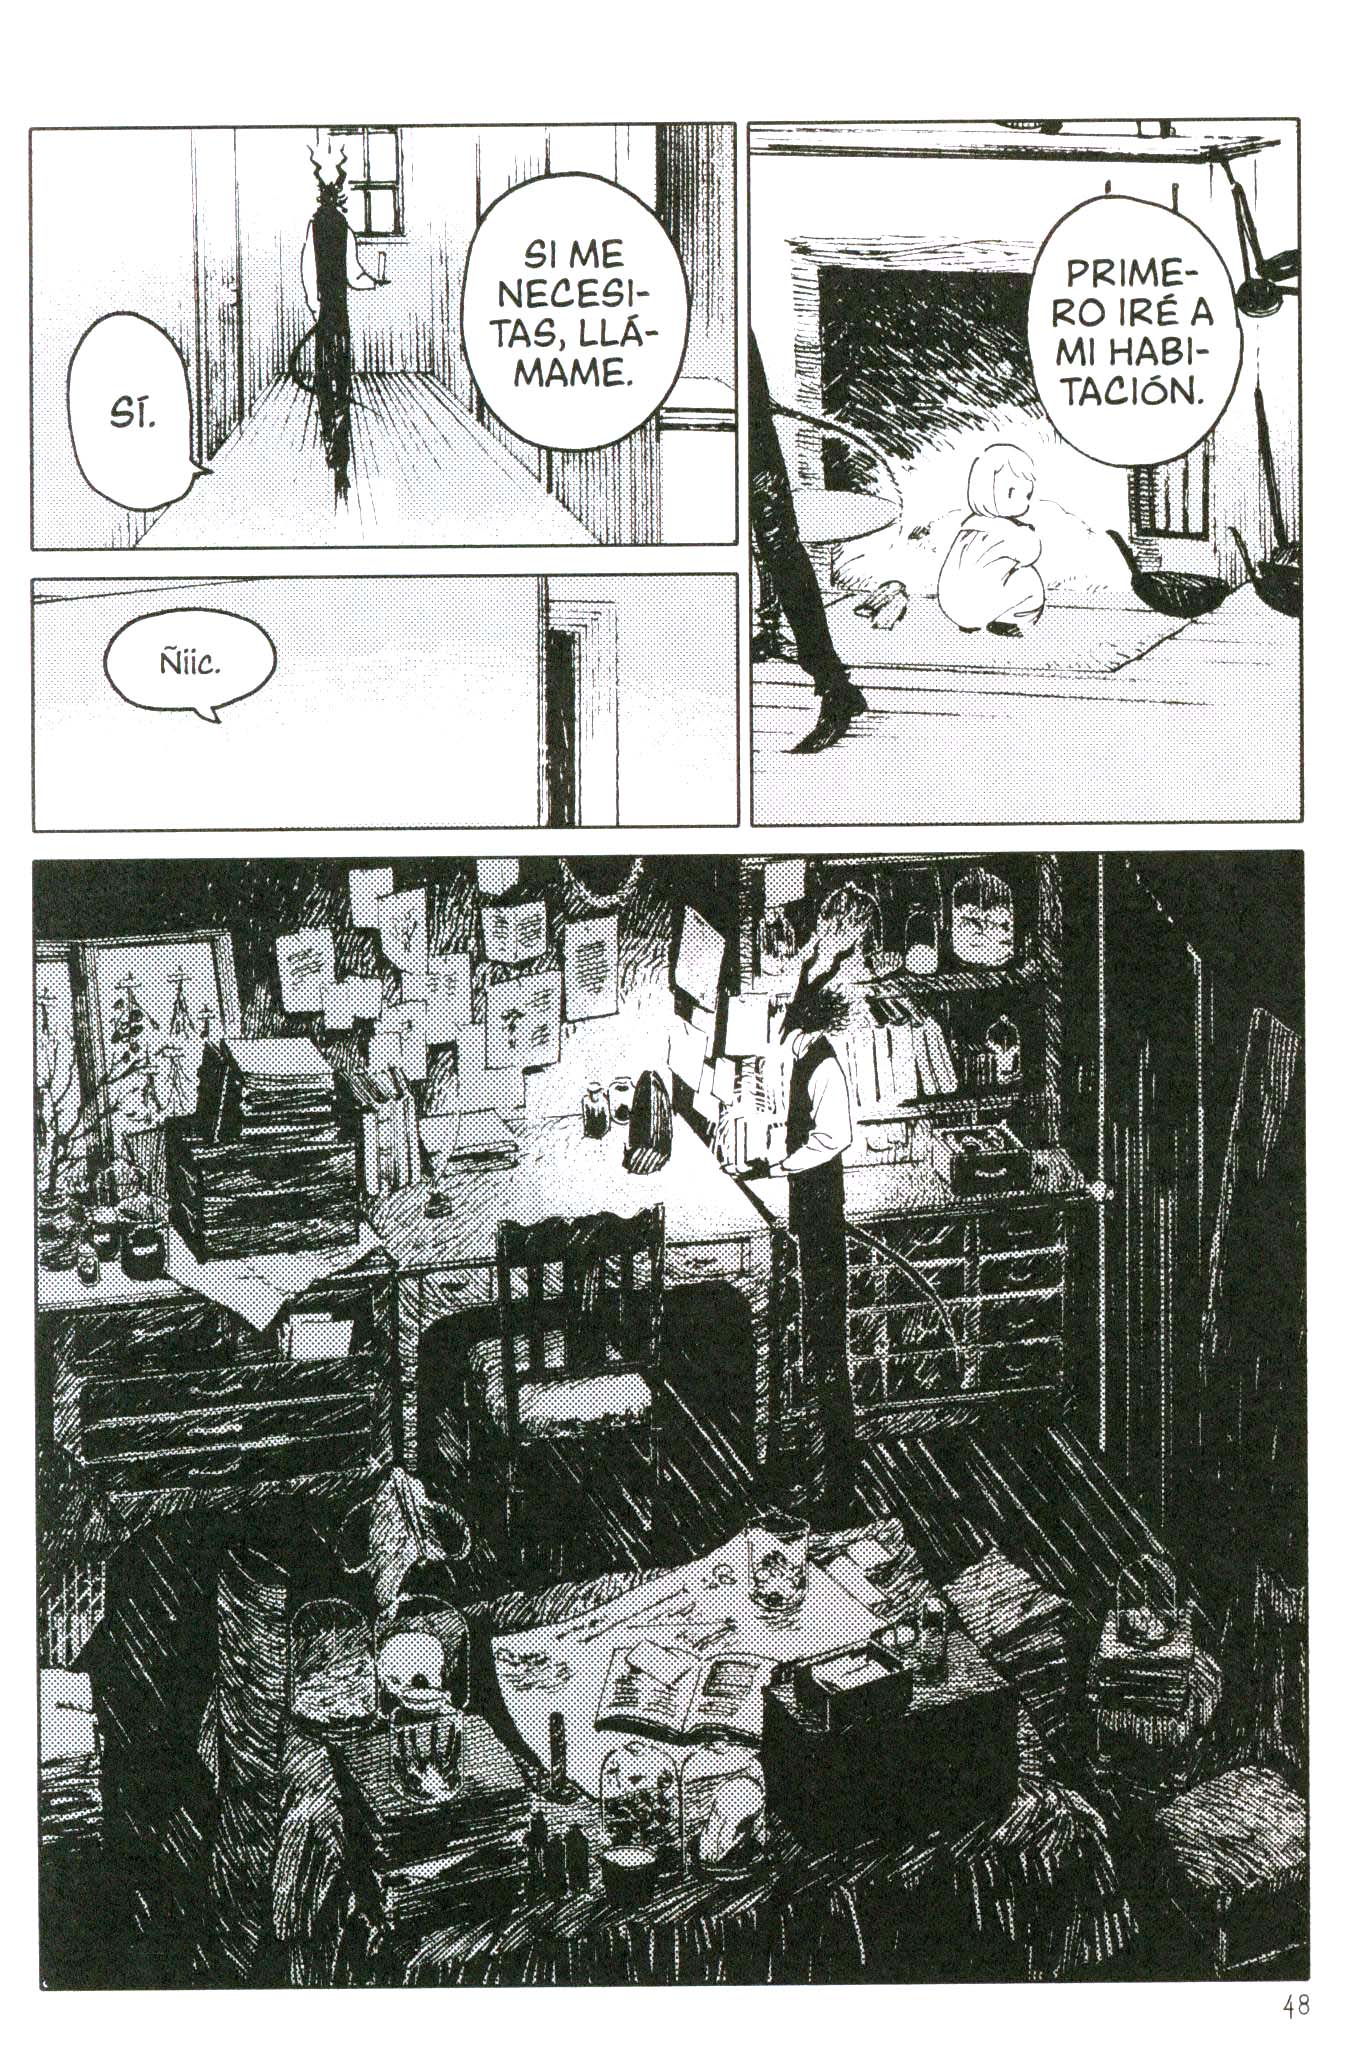 PRIME-
RO IRÉ A
MI HABI-
TACIÓN.
SI ME
NECESI-
TAS, LLÁ-
MAME.
SÍ.
Ñiic.
48